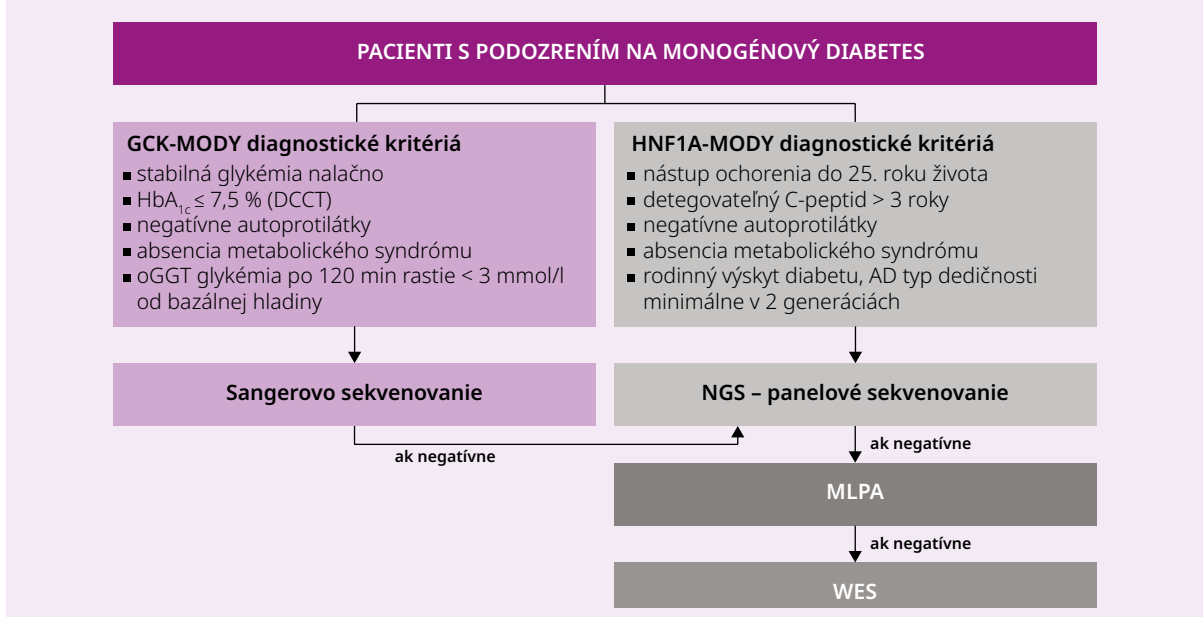 PACIENTI S PODOZRENÍM NA MONOGÉNOVÝ DIABETES
GCK-MODY diagnostické kritériá
▪ stabilná glykémia nalačno
▪ HbA1c ≤ 7,5 % (DCCT)
▪ negatívne autoprotilátky
▪ absencia metabolického syndrómu
▪ oGGT glykémia po 120 min rastie < 3 mmol/l
od bazálnej hladiny
HNF1A-MODY diagnostické kritériá
▪ nástup ochorenia do 25. roku života
▪ detegovateľný C-peptid > 3 roky
▪ negatívne autoprotilátky
▪ absencia metabolického syndrómu
▪ rodinný výskyt diabetu, AD typ dedičnosti
minimálne v 2 generáciách
Sangerovo sekvenovanie
NGS – panelové sekvenovanie
ak negatívne
ak negatívne
MLPA
ak negatívne
WES